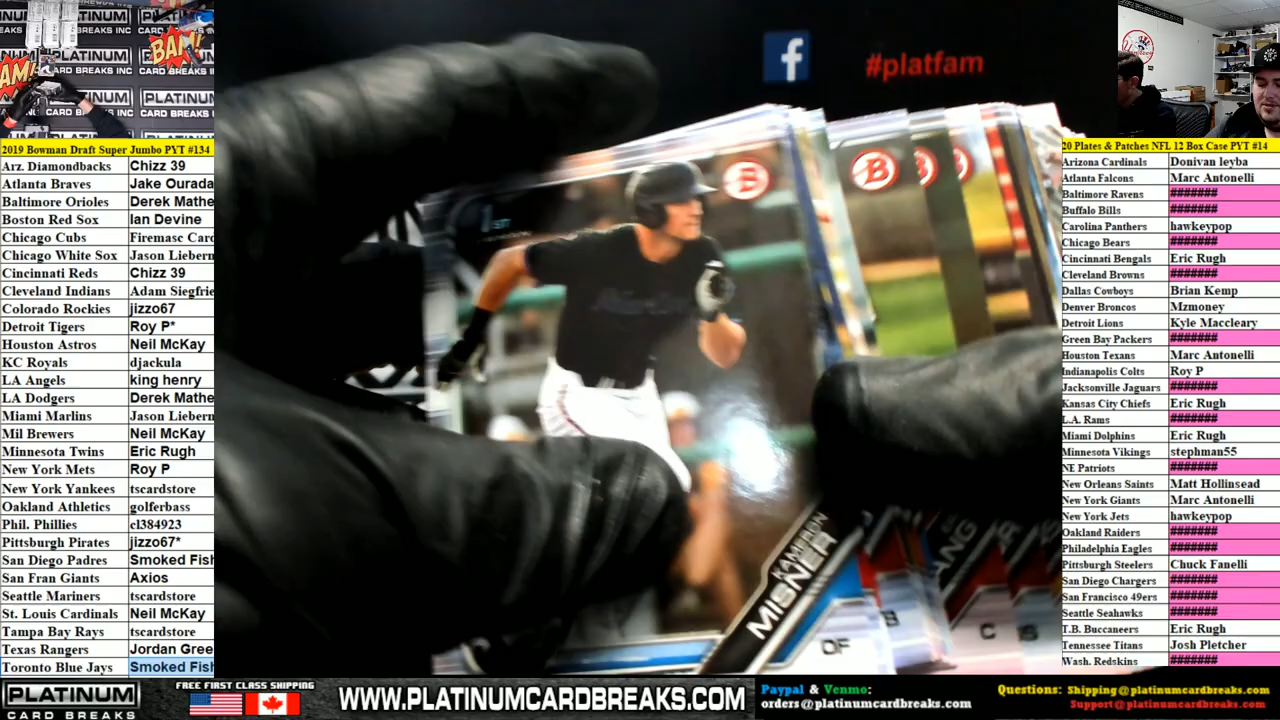 PLATINUM
CARD BREAKS INC
BAM!
f
#platfam
2019 Bowman Draft Super Jumbo PYT #134
Arz. Diamondbacks Chizz 39
Atlanta Braves Jake Ourada
Baltimore Orioles Derek Mathe
Boston Red Sox Ian Devine
Chicago Cubs Firemasc Card
Chicago White Sox Jason Liebern
Cincinnati Reds Chizz 39
Cleveland Indians Adam Siegfrie
Colorado Rockies jizzo67
Detroit Tigers Roy P*
Houston Astros Neil McKay
KC Royals djackula
LA Angels king henry
LA Dodgers Derek Mathe
Miami Marlins Jason Liebern
Mil Brewers Neil McKay
Minnesota Twins Eric Rugh
New York Mets Roy P
New York Yankees tscardstore
Oakland Athletics golferbass
Phil. Phillies cl384923
Pittsburgh Pirates jizzo67*
San Diego Padres Smoked Fish
San Fran Giants Axios
Seattle Mariners tscardstore
St. Louis Cardinals Neil McKay
Tampa Bay Rays tscardstore
Texas Rangers Jordan Gree
Toronto Blue Jays Smoked Fish
B
B
MISNER
OF
20 Plates & Patches NFL 12 Box Case PYT #14
Arizona Cardinals Donivan leyba
Atlanta Falcons Marc Antonelli
Baltimore Ravens #######
Buffalo Bills #######
Carolina Panthers hawkeypop
Chicago Bears #######
Cincinnati Bengals Eric Rugh
Cleveland Browns #######
Dallas Cowboys Brian Kemp
Denver Broncos Mzmoney
Detroit Lions Kyle Maccleary
Green Bay Packers #######
Houston Texans Marc Antonelli
Indianapolis Colts Roy P
Jacksonville Jaguars #######
Kansas City Chiefs Eric Rugh
L.A. Rams #######
Miami Dolphins Eric Rugh
Minnesota Vikings stephman55
NE Patriots #######
New Orleans Saints Matt Hollinsead
New York Giants Marc Antonelli
New York Jets hawkeypop
Oakland Raiders #######
Philadelphia Eagles #######
Pittsburgh Steelers Chuck Fanelli
San Diego Chargers #######
San Francisco 49ers #######
Seattle Seahawks #######
T.B. Buccaneers Eric Rugh
Tennessee Titans Josh Pletcher
Wash. Redskins #######
PLATINUM
CARD BREAKS
FREE FIRST CLASS SHIPPING
WWW.PLATINUMCARDBREAKS.COM
Paypal & Venmo:
orders@platinumcardbreaks.com
Questions: Shipping@platinumcardbreaks.com
Support@platinumcardbreaks.com